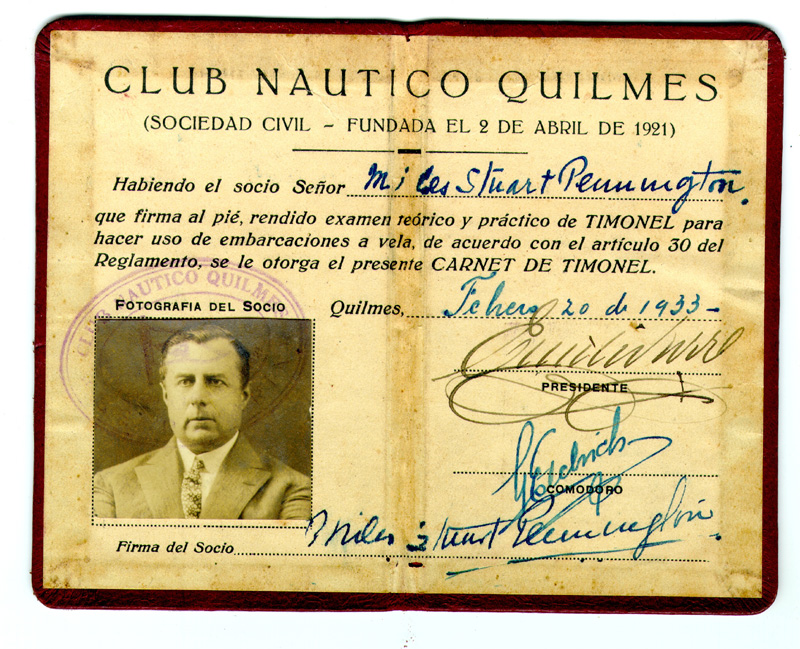 CLUB NAUTICO QUILMES
(SOCIEDAD CIVIL – FUNDADA EL 2 DE ABRIL DE 1921)
Habiendo el socio Señor Miles Stuart Pennington.
que firma al pié, rendido examen teórico y práctico de TIMONEL para
hacer uso de embarcaciones a vela, de acuerdo con el artículo 30 del
Reglamento, se le otorga el presente CARNET DE TIMONEL.
CLUB NAUTICO QUILM
FOTOGRAFIA DEL SOCIO
Quilmes, Febrero 20 de 1933–
PRESIDENTE
COMODORO
Firma del Socio Miles Stuart Pennington.